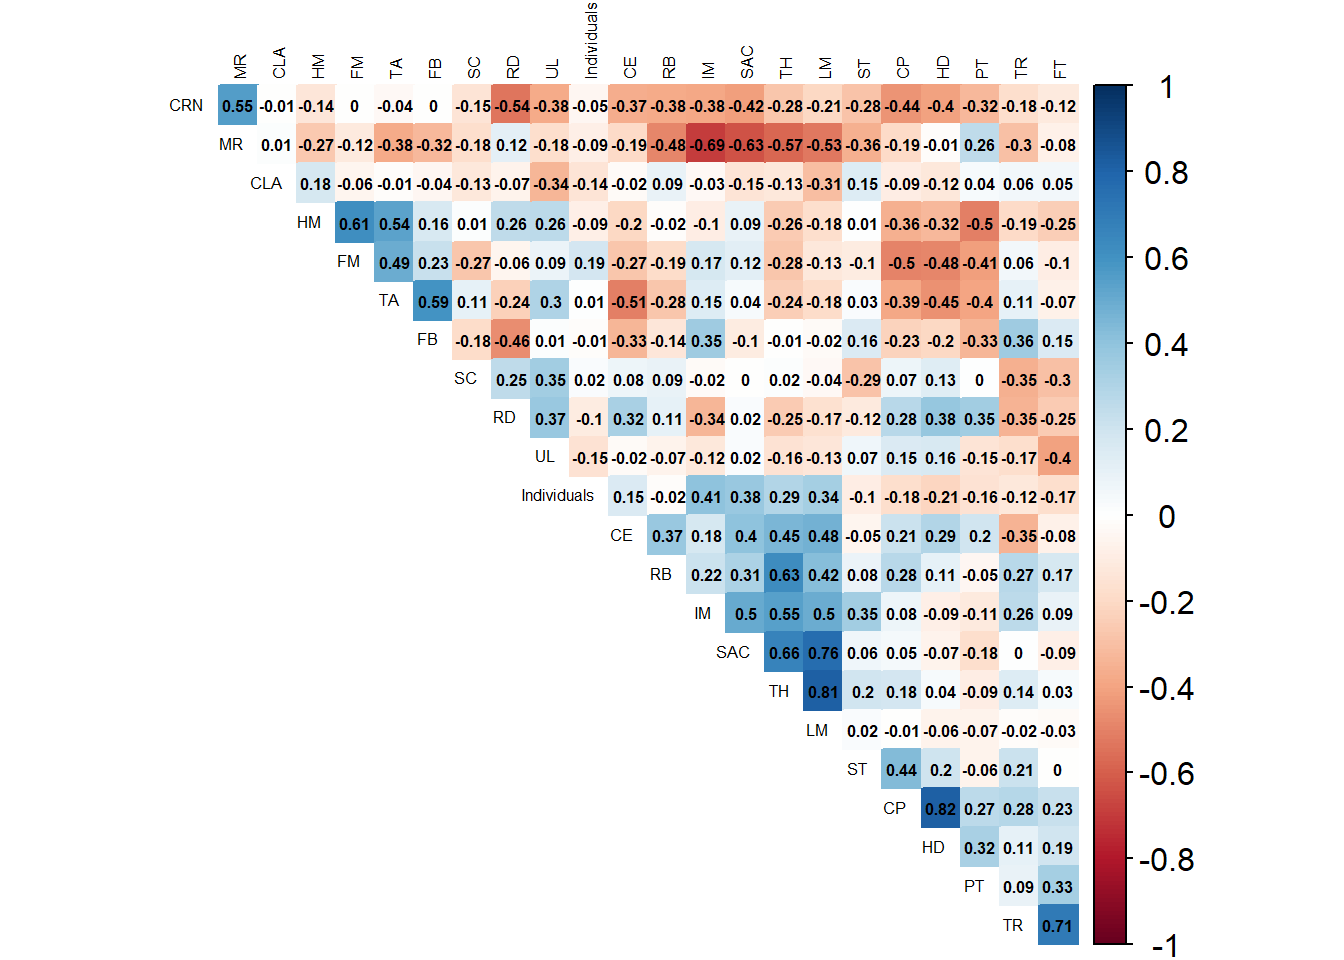 MR CLA HM FM TA FB SC RD UL Individuals CE RB IM SAC TH LM ST CP HD PT TR FT
CRN 0.55 -0.01 -0.14 0 -0.04 0 -0.15 -0.54 -0.38 -0.05 -0.37 -0.38 -0.38 -0.42 -0.28 -0.21 -0.28 -0.44 -0.4 -0.32 -0.18 -0.12
MR 0.01 -0.27 -0.12 -0.38 -0.32 -0.18 0.12 -0.18 -0.09 -0.19 -0.48 -0.69 -0.63 -0.57 -0.53 -0.36 -0.19 -0.01 0.26 -0.3 -0.08
CLA 0.18 -0.06 -0.01 -0.04 -0.13 -0.07 -0.34 -0.14 -0.02 0.09 -0.03 -0.15 -0.13 -0.31 0.15 -0.09 -0.12 0.04 0.06 0.05
HM 0.61 0.54 0.16 0.01 0.26 0.26 -0.09 -0.2 -0.02 -0.1 0.09 -0.26 -0.18 0.01 -0.36 -0.32 -0.5 -0.19 -0.25
FM 0.49 0.23 -0.27 -0.06 0.09 0.19 -0.27 -0.19 0.17 0.12 -0.28 -0.13 -0.1 -0.5 -0.48 -0.41 0.06 -0.1
TA 0.59 0.11 -0.24 0.3 0.01 -0.51 -0.28 0.15 0.04 -0.24 -0.18 0.03 -0.39 -0.45 -0.4 0.11 -0.07
FB -0.18 -0.46 0.01 -0.01 -0.33 -0.14 0.35 -0.1 -0.01 -0.02 0.16 -0.23 -0.2 -0.33 0.36 0.15
SC 0.25 0.35 0.02 0.08 0.09 -0.02 0 0.02 -0.04 -0.29 0.07 0.13 0 -0.35 -0.3
RD 0.37 -0.1 0.32 0.11 -0.34 0.02 -0.25 -0.17 -0.12 0.28 0.38 0.35 -0.35 -0.25
UL -0.15 -0.02 -0.07 -0.12 0.02 -0.16 -0.13 0.07 0.15 0.16 -0.15 -0.17 -0.4
Individuals 0.15 -0.02 0.41 0.38 0.29 0.34 -0.1 -0.18 -0.21 -0.16 -0.12 -0.17
CE 0.37 0.18 0.4 0.45 0.48 -0.05 0.21 0.29 0.2 -0.35 -0.08
RB 0.22 0.31 0.63 0.42 0.08 0.28 0.11 -0.05 0.27 0.17
IM 0.5 0.55 0.5 0.35 0.08 -0.09 -0.11 0.26 0.09
SAC 0.66 0.76 0.06 0.05 -0.07 -0.18 0 -0.09
TH 0.81 0.2 0.18 0.04 -0.09 0.14 0.03
LM 0.02 -0.01 -0.06 -0.07 -0.02 -0.03
ST 0.44 0.2 -0.06 0.21 0
CP 0.82 0.27 0.28 0.23
HD 0.32 0.11 0.19
PT 0.09 0.33
TR 0.71
1
0.8
0.6
0.4
0.2
0
-0.2
-0.4
-0.6
-0.8
-1